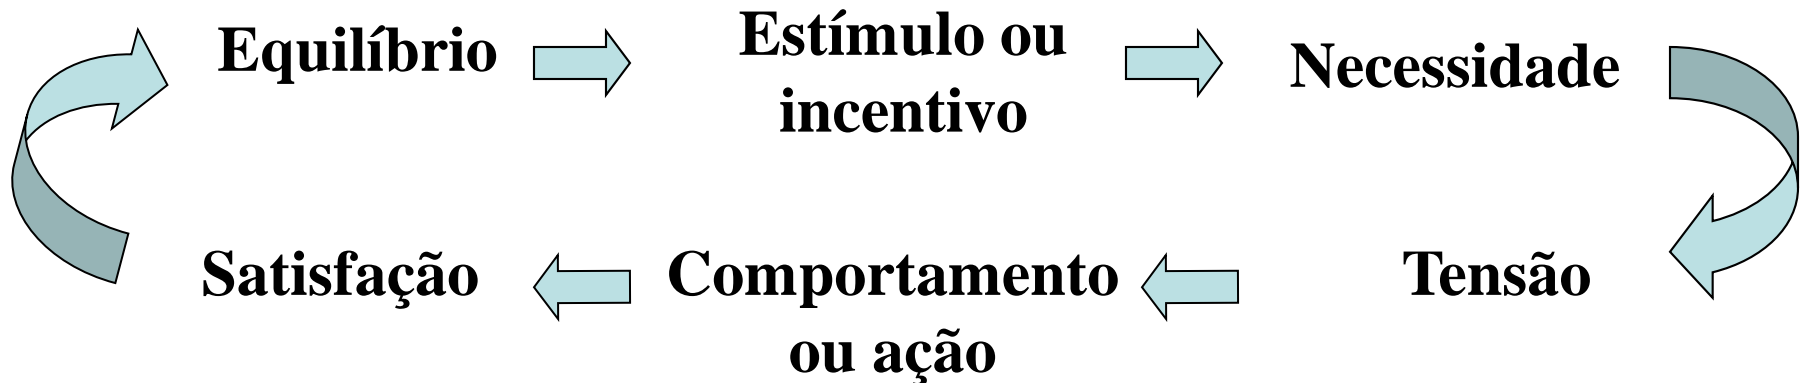 Equilíbrio
Estímulo ou
incentivo
Necessidade
Satisfação
Comportamento
ou ação
Tensão